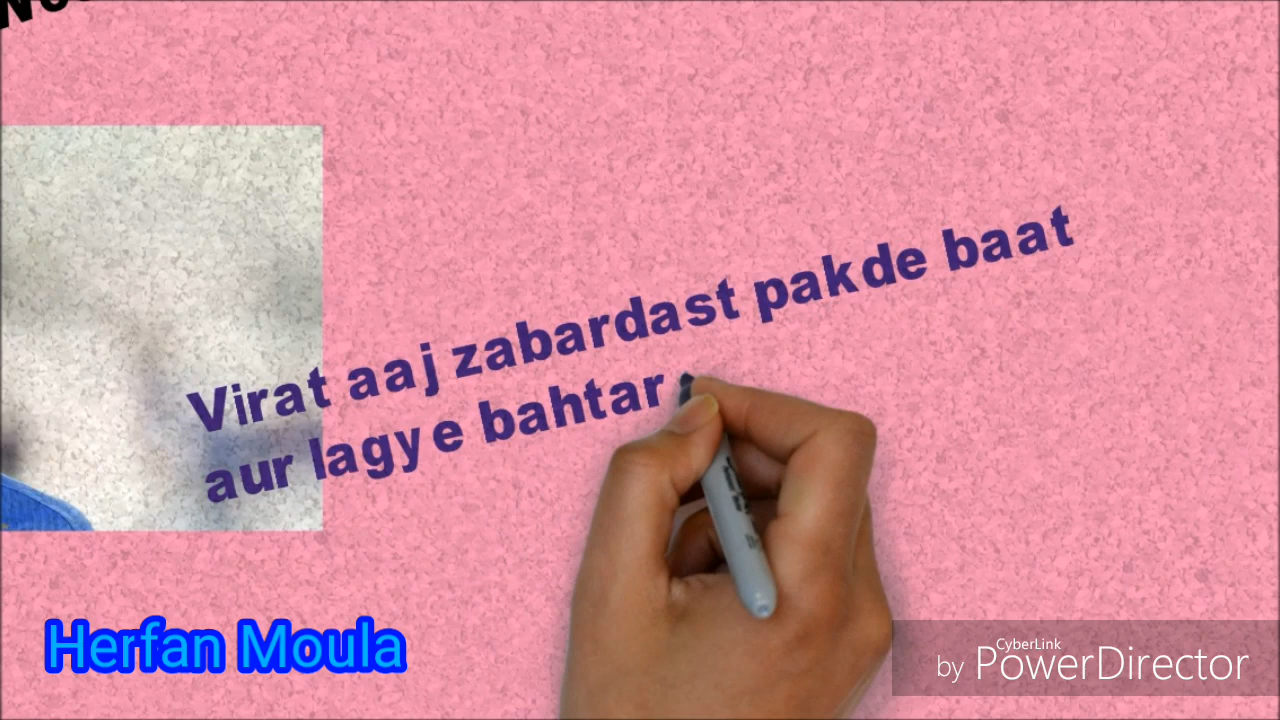 Virat aaj zabardast pakde baat
aur lagye bahtar
Herfan Moula
CyberLink
by PowerDirector